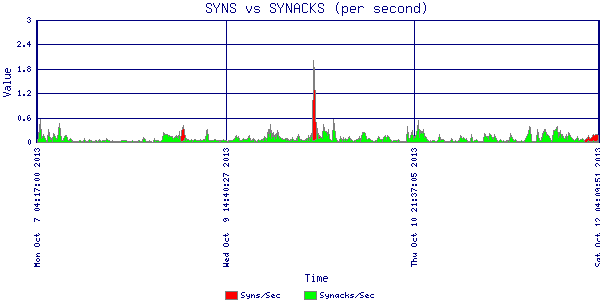 SYNS vs SYNACKS (per second)
Value
3
2.4
1.8
1.2
0.6
0
Mon Oct 7 04:17:00 2013
Wed Oct 9 14:40:27 2013
Thu Oct 10 21:37:05 2013
Sat Oct 12 04:09:51 2013
Time
Syns/Sec
Synacks/Sec